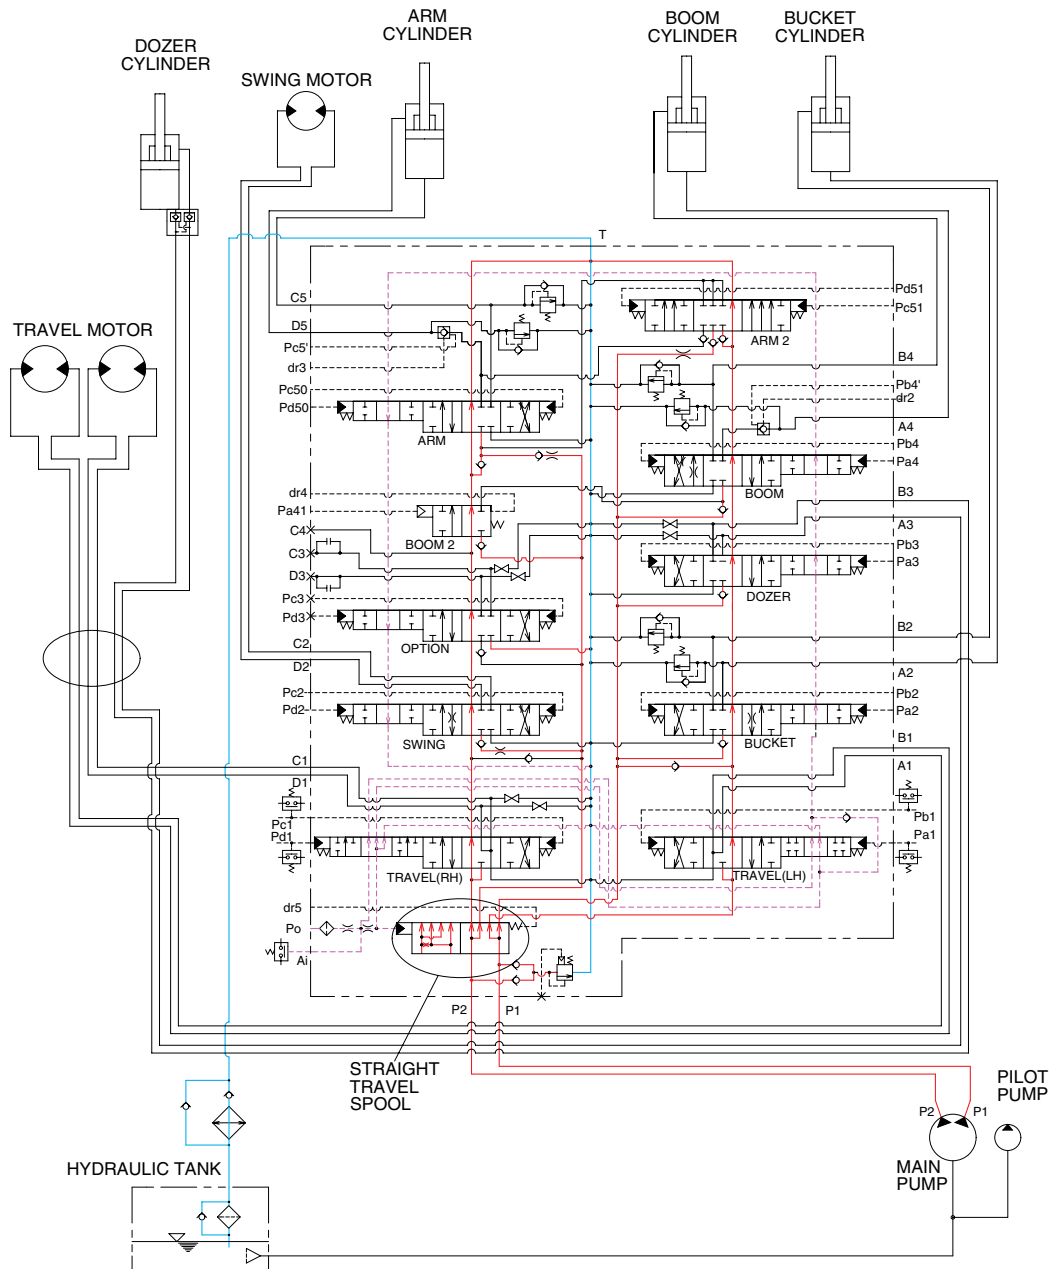 ARM
CYLINDER
BOOM
CYLINDER
BUCKET
CYLINDER
DOZER
CYLINDER
SWING MOTOR
TRAVEL MOTOR
T
C5
D5
Pc5'
dr3
Pc50
Pd50
ARM
dr4
Pa41
C4
C3
BOOM 2
D3
Pc3
Pd3
OPTION
C2
D2
Pc2
Pd2
SWING
C1
D1
Pc1
Pd1
TRAVEL(RH)
dr5
Po
Ai
Pd51
Pc51
ARM 2
B4
Pb4'
dr2
A4
Pb4
Pa4
BOOM
B3
A3
Pb3
Pa3
DOZER
B2
A2
Pb2
Pa2
BUCKET
B1
A1
Pb1
Pa1
TRAVEL(LH)
P2
P1
STRAIGHT
TRAVEL
SPOOL
PILOT
PUMP
P2
P1
MAIN
PUMP
HYDRAULIC TANK